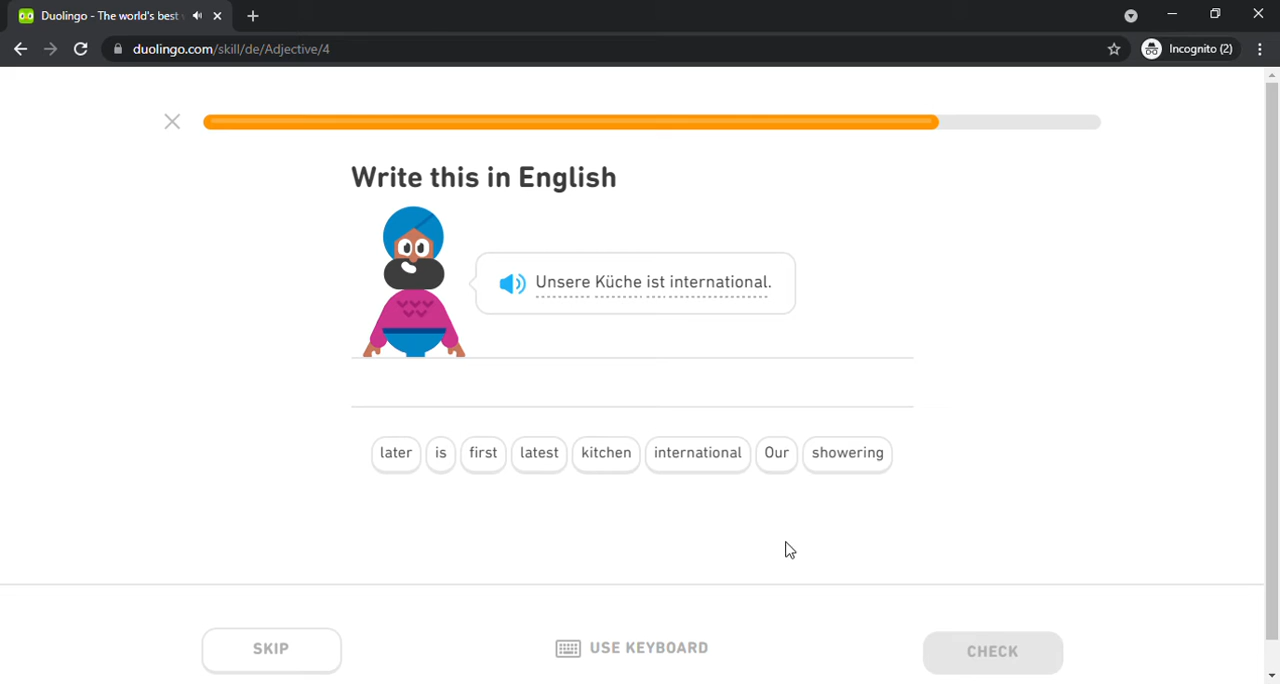 Duolingo - The world's best
duolingo.com/skill/de/Adjective/4
Incognito (2)
Write this in English
Unsere Küche ist international.
later is first latest kitchen international Our showering
SKIP
USE KEYBOARD
CHECK